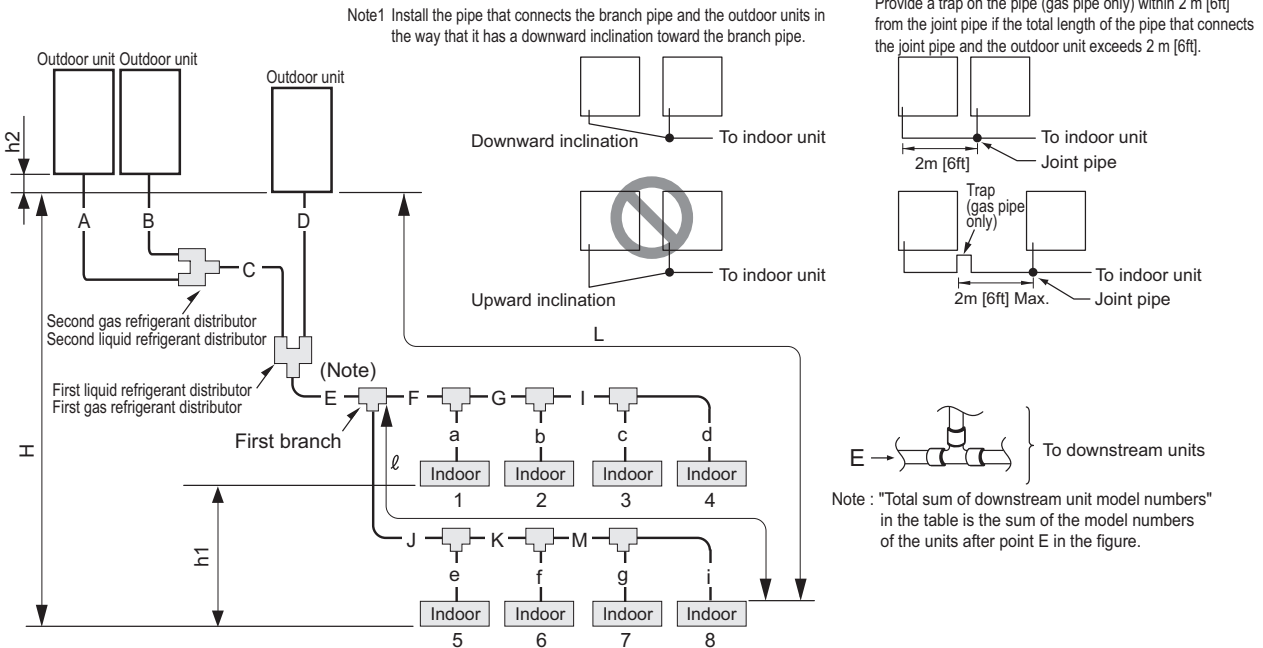 Note1 Install the pipe that connects the branch pipe and the outdoor units in
the way that it has a downward inclination toward the branch pipe.
Provide a trap on the pipe (gas pipe only) within 2 m [6ft]
from the joint pipe if the total length of the pipe that connects
the joint pipe and the outdoor unit exceeds 2 m [6ft].
Outdoor unit Outdoor unit
Outdoor unit
h2
A
B
D
C
Second gas refrigerant distributor
Second liquid refrigerant distributor
First liquid refrigerant distributor
First gas refrigerant distributor
(Note)
First branch
Downward inclination
To indoor unit
Upward inclination
To indoor unit
2m [6ft]
To indoor unit
Joint pipe
Trap
(gas pipe
only)
2m [6ft] Max.
To indoor unit
Joint pipe
L
H
E
F
G
I
a
b
c
d
ℓ
Indoor
Indoor
Indoor
Indoor
1
2
3
4
h1
J
K
M
e
f
g
i
Indoor
Indoor
Indoor
Indoor
5
6
7
8
E
To downstream units
Note : "Total sum of downstream unit model numbers"
in the table is the sum of the model numbers
of the units after point E in the figure.